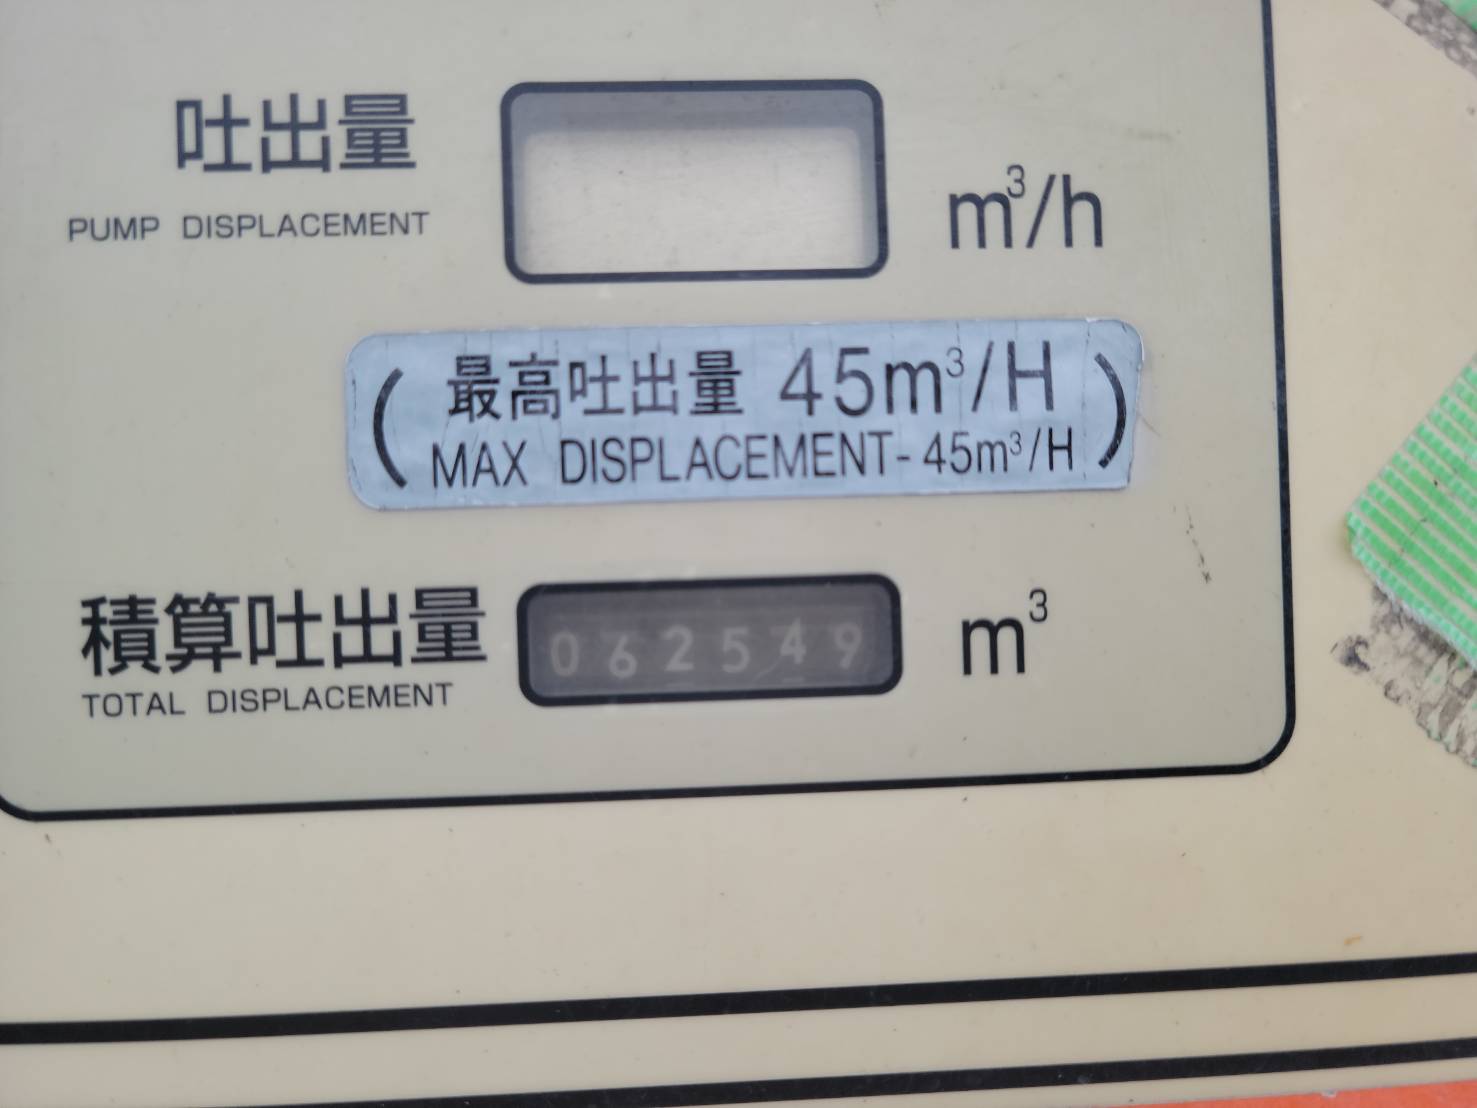 吐出量
PUMP DISPLACEMENT
m³/h
(最高吐出量 45m³/H
MAX DISPLACEMENT-45m³/H)
積算吐出量
TOTAL DISPLACEMENT
062549
m³